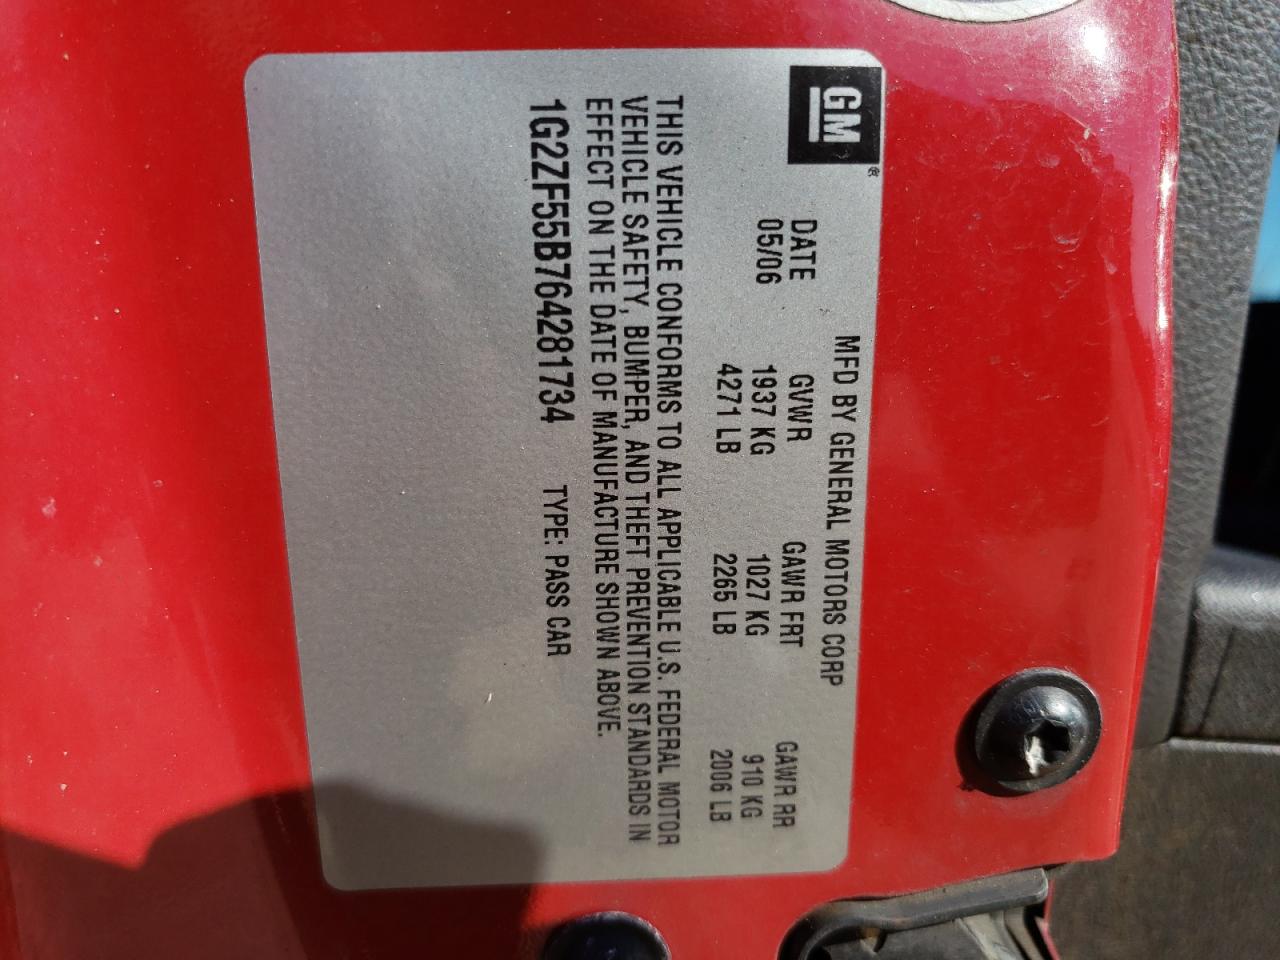 GM®
MFD BY GENERAL MOTORS CORP
DATE GVWR GAWR FRT GAWR RR
05/06 1937 KG 1027 KG 910 KG
4271 LB 2265 LB 2006 LB
THIS VEHICLE CONFORMS TO ALL APPLICABLE U.S. FEDERAL MOTOR
VEHICLE SAFETY, BUMPER, AND THEFT PREVENTION STANDARDS IN
EFFECT ON THE DATE OF MANUFACTURE SHOWN ABOVE.
1G2ZF55B764281734 TYPE: PASS CAR